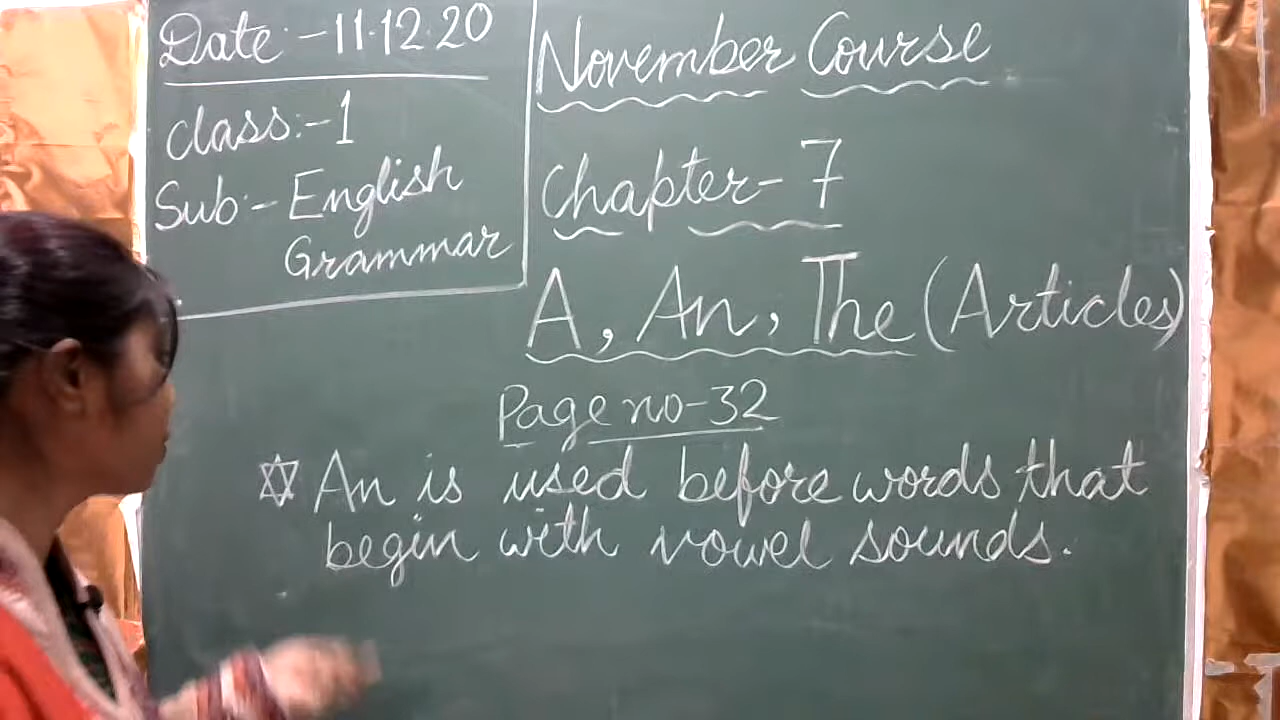 Date:-11.12.20
Class:-1
Sub:- English
Grammar
November Course
Chapter-7
A, An, The (Articles)
Page no-32
An is used before words that
begin with vowel sounds.